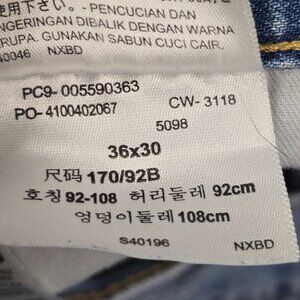 使用下さい。- PENCUCIAN DAN
NGERINGAN DIBALIK DENGAN WARNA
ERUPA. GUNAKAN SABUN CUCI CAIR.
40046 NXBD
PC9- 005590363
PO- 4100402067 CW- 3118
5098
36x30
尺码 170/92B
호칭 92-108 허리둘레 92cm
엉덩이둘레 108cm
S40196 NXBD